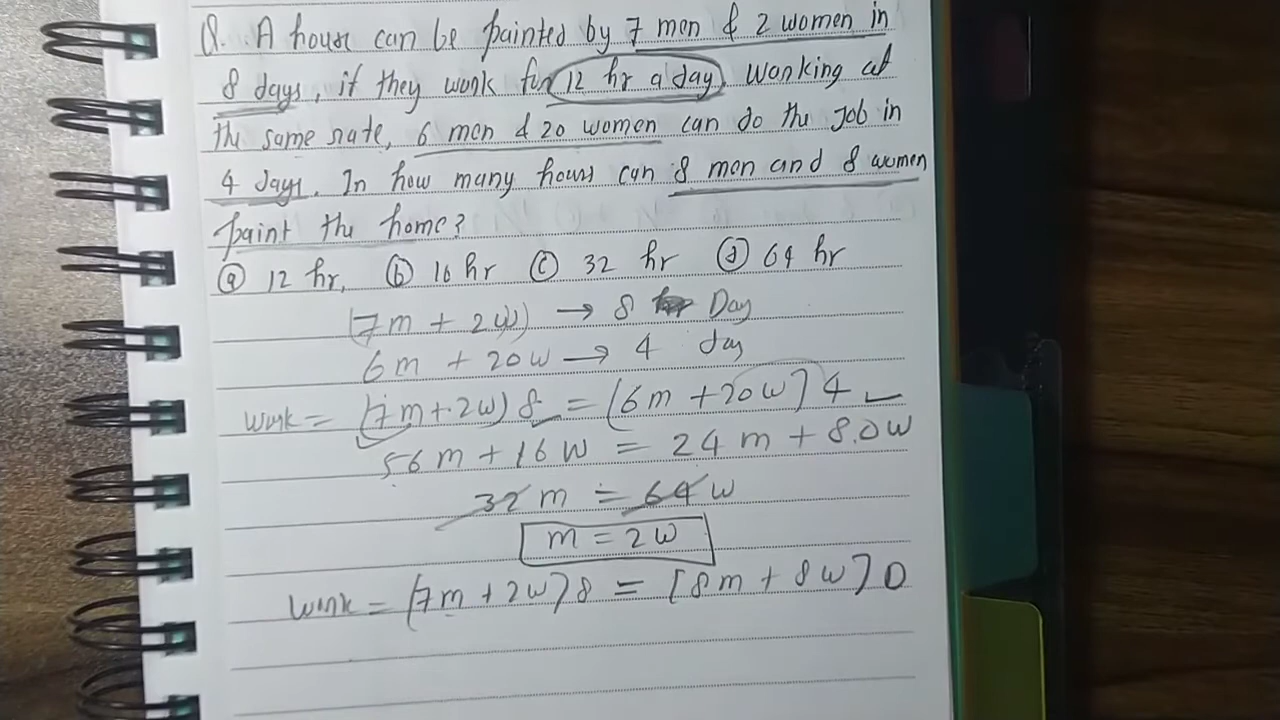 Q. A house can be painted by 7 men & 2 women in
8 days, if they work for 12 hr a day. Working at
the same rate, 6 men & 20 women can do the job in
4 days. In how many hours can 8 men and 8 women
paint the home?
ⓐ 12 hr, ⓑ 16 hr ⓒ 32 hr ⓓ 64 hr
(7m + 2w) → 8 Day
6m + 20w → 4 day
Work = (7m+2w) 8 = (6m + 20w) 4
56m + 16w = 24m + 80w
32m = 64w
m = 2w
Work = (7m + 2w) 8 = (8m + 8w) D